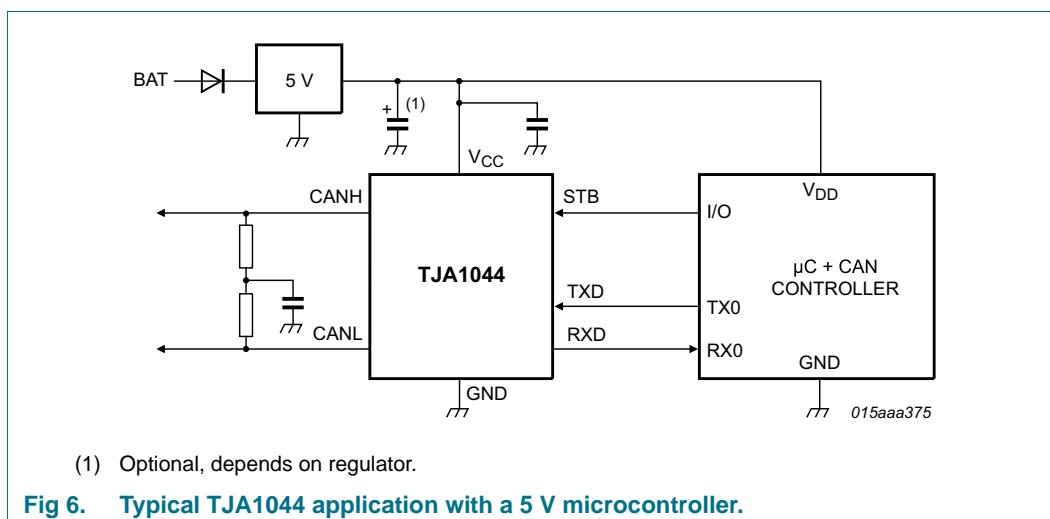 BAT
5 V
+
(1)
VCC
CANH
STB
I/O
VDD
TJA1044
µC + CAN
CONTROLLER
TXD
TX0
CANL
RXD
RX0
GND
GND
015aaa375
(1) Optional, depends on regulator.
Fig 6. Typical TJA1044 application with a 5 V microcontroller.